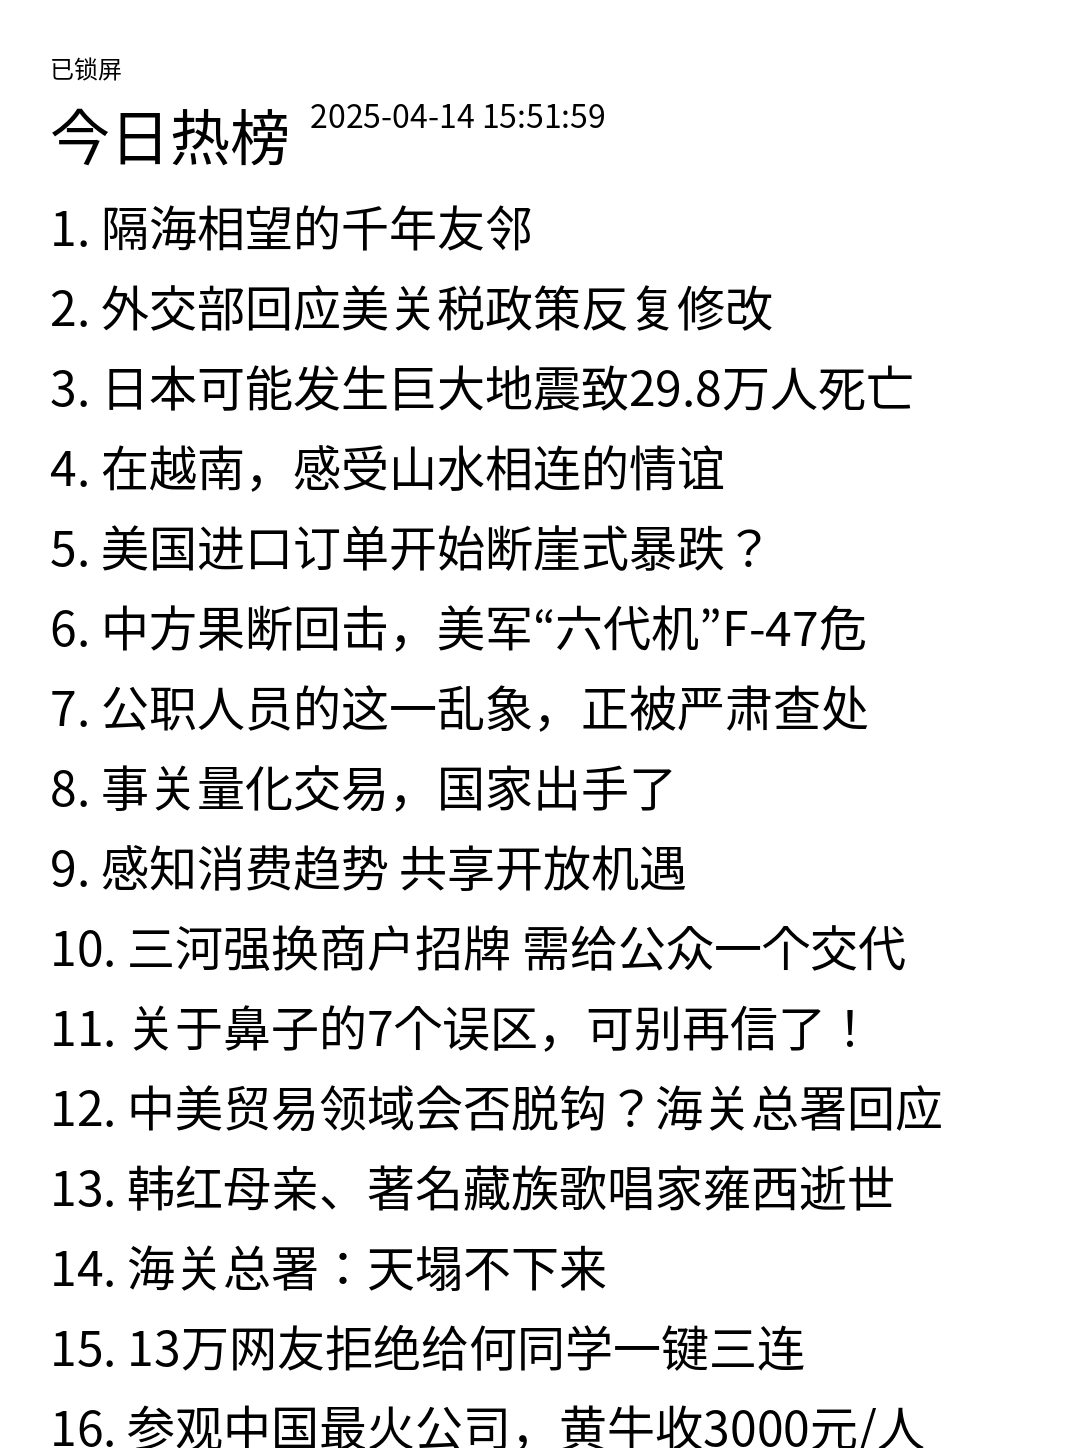 已锁屏
今日热榜 2025-04-14 15:51:59
1. 隔海相望的千年友邻
2. 外交部回应美关税政策反复修改
3. 日本可能发生巨大地震致29.8万人死亡
4. 在越南，感受山水相连的情谊
5. 美国进口订单开始断崖式暴跌？
6. 中方果断回击，美军“六代机”F-47危
7. 公职人员的这一乱象，正被严肃查处
8. 事关量化交易，国家出手了
9. 感知消费趋势 共享开放机遇
10. 三河强换商户招牌 需给公众一个交代
11. 关于鼻子的7个误区，可别再信了！
12. 中美贸易领域会否脱钩？海关总署回应
13. 韩红母亲、著名藏族歌唱家雍西逝世
14. 海关总署：天塌不下来
15. 13万网友拒绝给何同学一键三连
16. 参观中国最火公司，黄牛收3000元/人